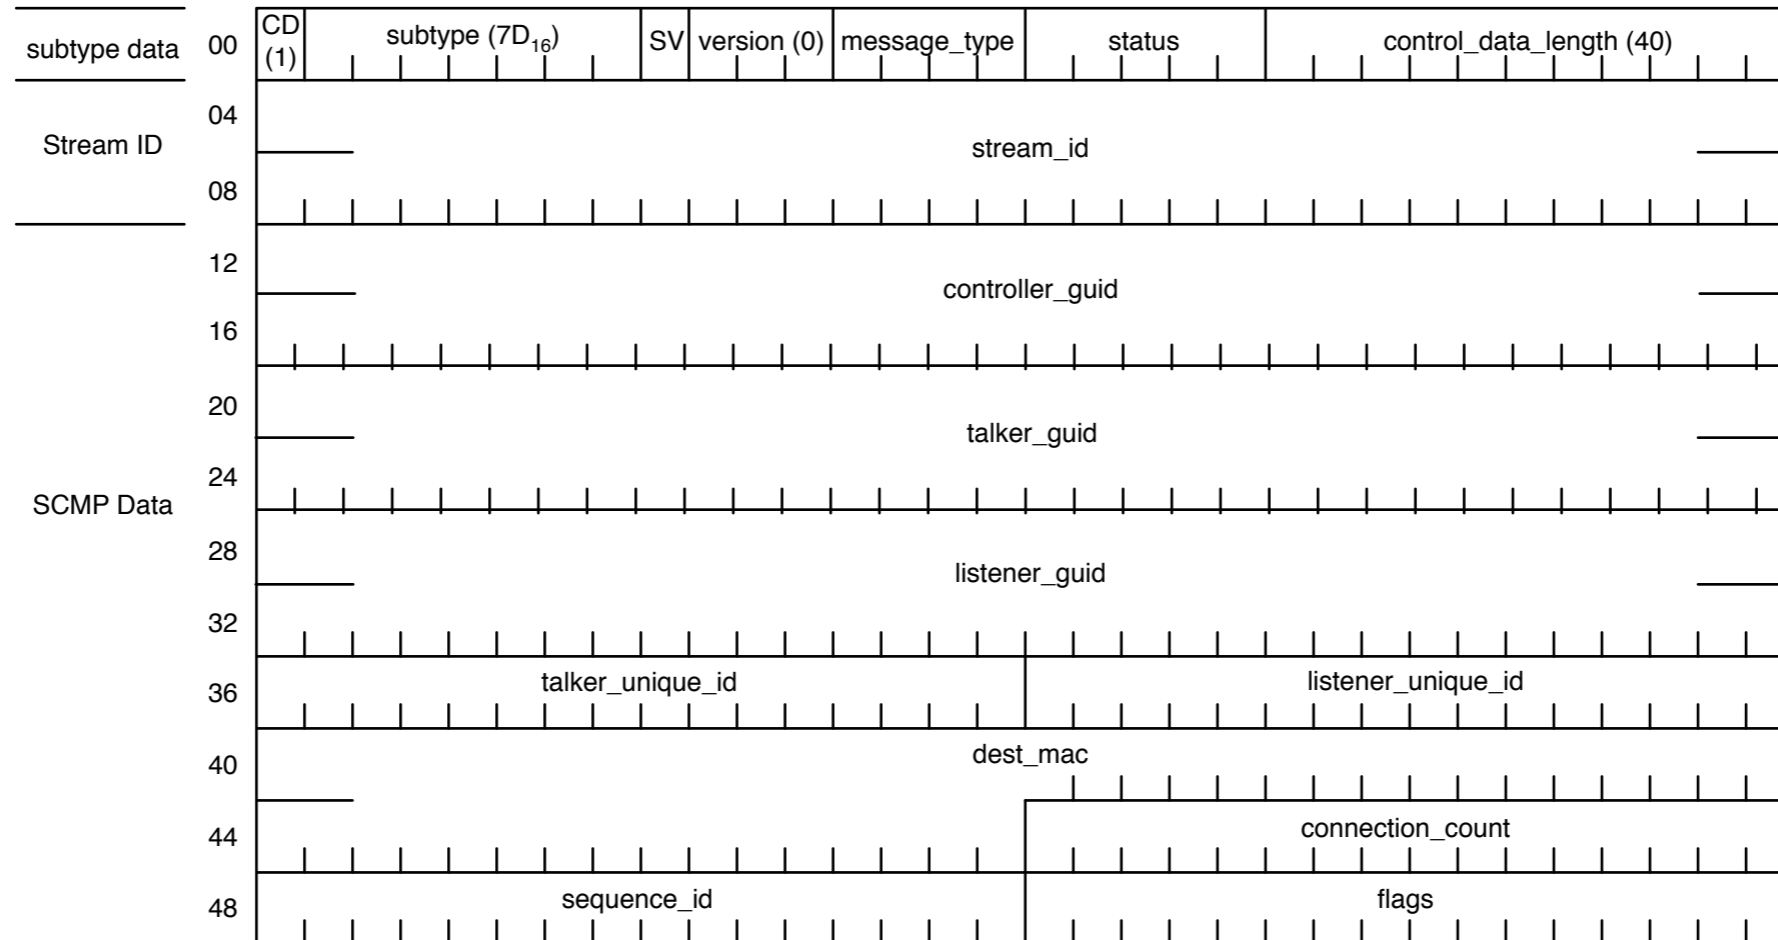 subtype data 00 CD (1) subtype (7D₁₆) SV version (0) message_type status control_data_length (40)
04
Stream ID stream_id
08
12
controller_guid
16
20
talker_guid
24
SCMP Data
28
listener_guid
32
36 talker_unique_id listener_unique_id
40 dest_mac
44 connection_count
48 sequence_id flags